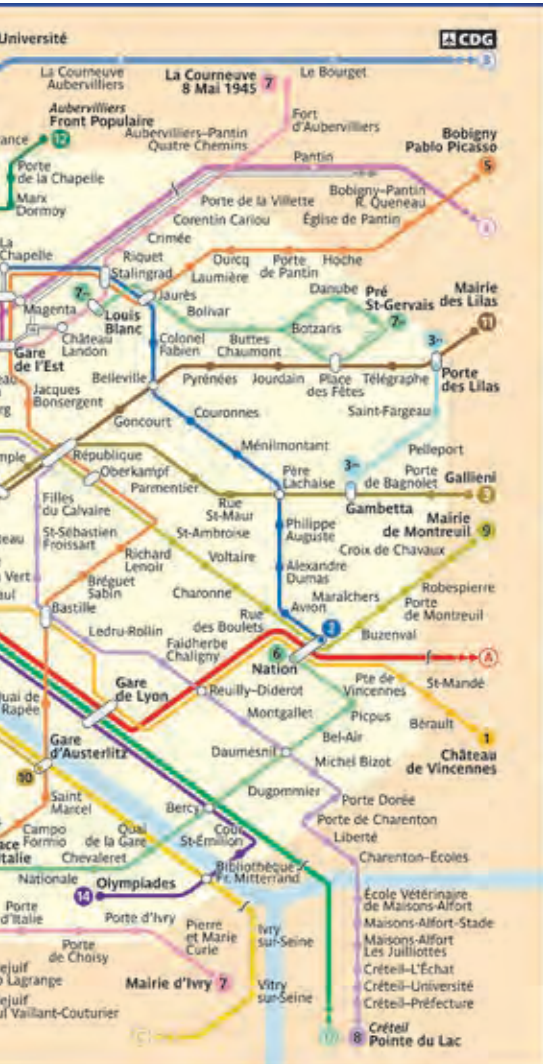 Université
CDG
B
La Courneuve
Aubervilliers
La Courneuve
8 Mai 1945
7
Le Bourget
Aubervilliers
Front Populaire
12
Aubervilliers–Pantin
Quatre Chemins
Fort
d'Aubervilliers
Bobigny
Pablo Picasso
5
Porte
de la Chapelle
Pantin
Marx
Dormoy
Porte de la Villette
Bobigny–Pantin
R. Queneau
Corentin Cariou
Église de Pantin
Crimée
La
Chapelle
Riquet
Stalingrad
Ourcq
Porte
de Pantin
Hoche
Laumière
Jaurès
Danube
Pré
St-Gervais
Mairie
des Lilas
Magenta
Louis
Blanc
Bolivar
Botzaris
11
Château
Landon
Gare
de l'Est
Colonel
Fabien
Buttes
Chaumont
Belleville
Pyrénées
Jourdain
Place
des Fêtes
Télégraphe
Porte
des Lilas
Jacques
Bonsergent
Couronnes
Saint-Fargeau
Goncourt
Ménilmontant
Pelleport
République
Oberkampf
Père
Lachaise
Porte
de Bagnolet
Gallieni
3
Parmentier
Gambetta
Filles
du Calvaire
Rue
St-Maur
Mairie
de Montreuil
9
St-Sébastien
Froissart
St-Ambroise
Philippe
Auguste
Croix de Chavaux
Richard
Lenoir
Voltaire
Alexandre
Dumas
Bréguet
Sabin
Charonne
Maraîchers
Robespierre
Avron
Porte
de Montreuil
Bastille
Rue
des Boulets
2
Buzenval
Ledru-Rollin
Faidherbe
Chaligny
6
Nation
A
Gare
de Lyon
Reuilly–Diderot
Pte de
Vincennes
St-Mandé
Quai de
Rapée
Montgallet
Picpus
Bérault
1
Gare
d'Austerlitz
Bel-Air
Château
de Vincennes
Daumesnil
Michel Bizot
10
Dugommier
Porte Dorée
Saint
Marcel
Bercy
Porte de Charenton
Campo
Formio
Quai
de la Gare
Cour
St-Émilion
Liberté
Chevaleret
Charenton–Écoles
Nationale
Bibliothèque
Fr. Mitterrand
14
Olympiades
École Vétérinaire
de Maisons-Alfort
Porte
d'Italie
Porte d'Ivry
Pierre
et Marie
Curie
Ivry
sur-Seine
Maisons-Alfort-Stade
Porte
de Choisy
Maisons-Alfort
Les Juilliottes
Mairie d'Ivry
7
Vitry
sur-Seine
Créteil–L'Échat
Créteil–Université
Vaillant-Couturier
Créteil–Préfecture
C
D
8
Créteil
Pointe du Lac